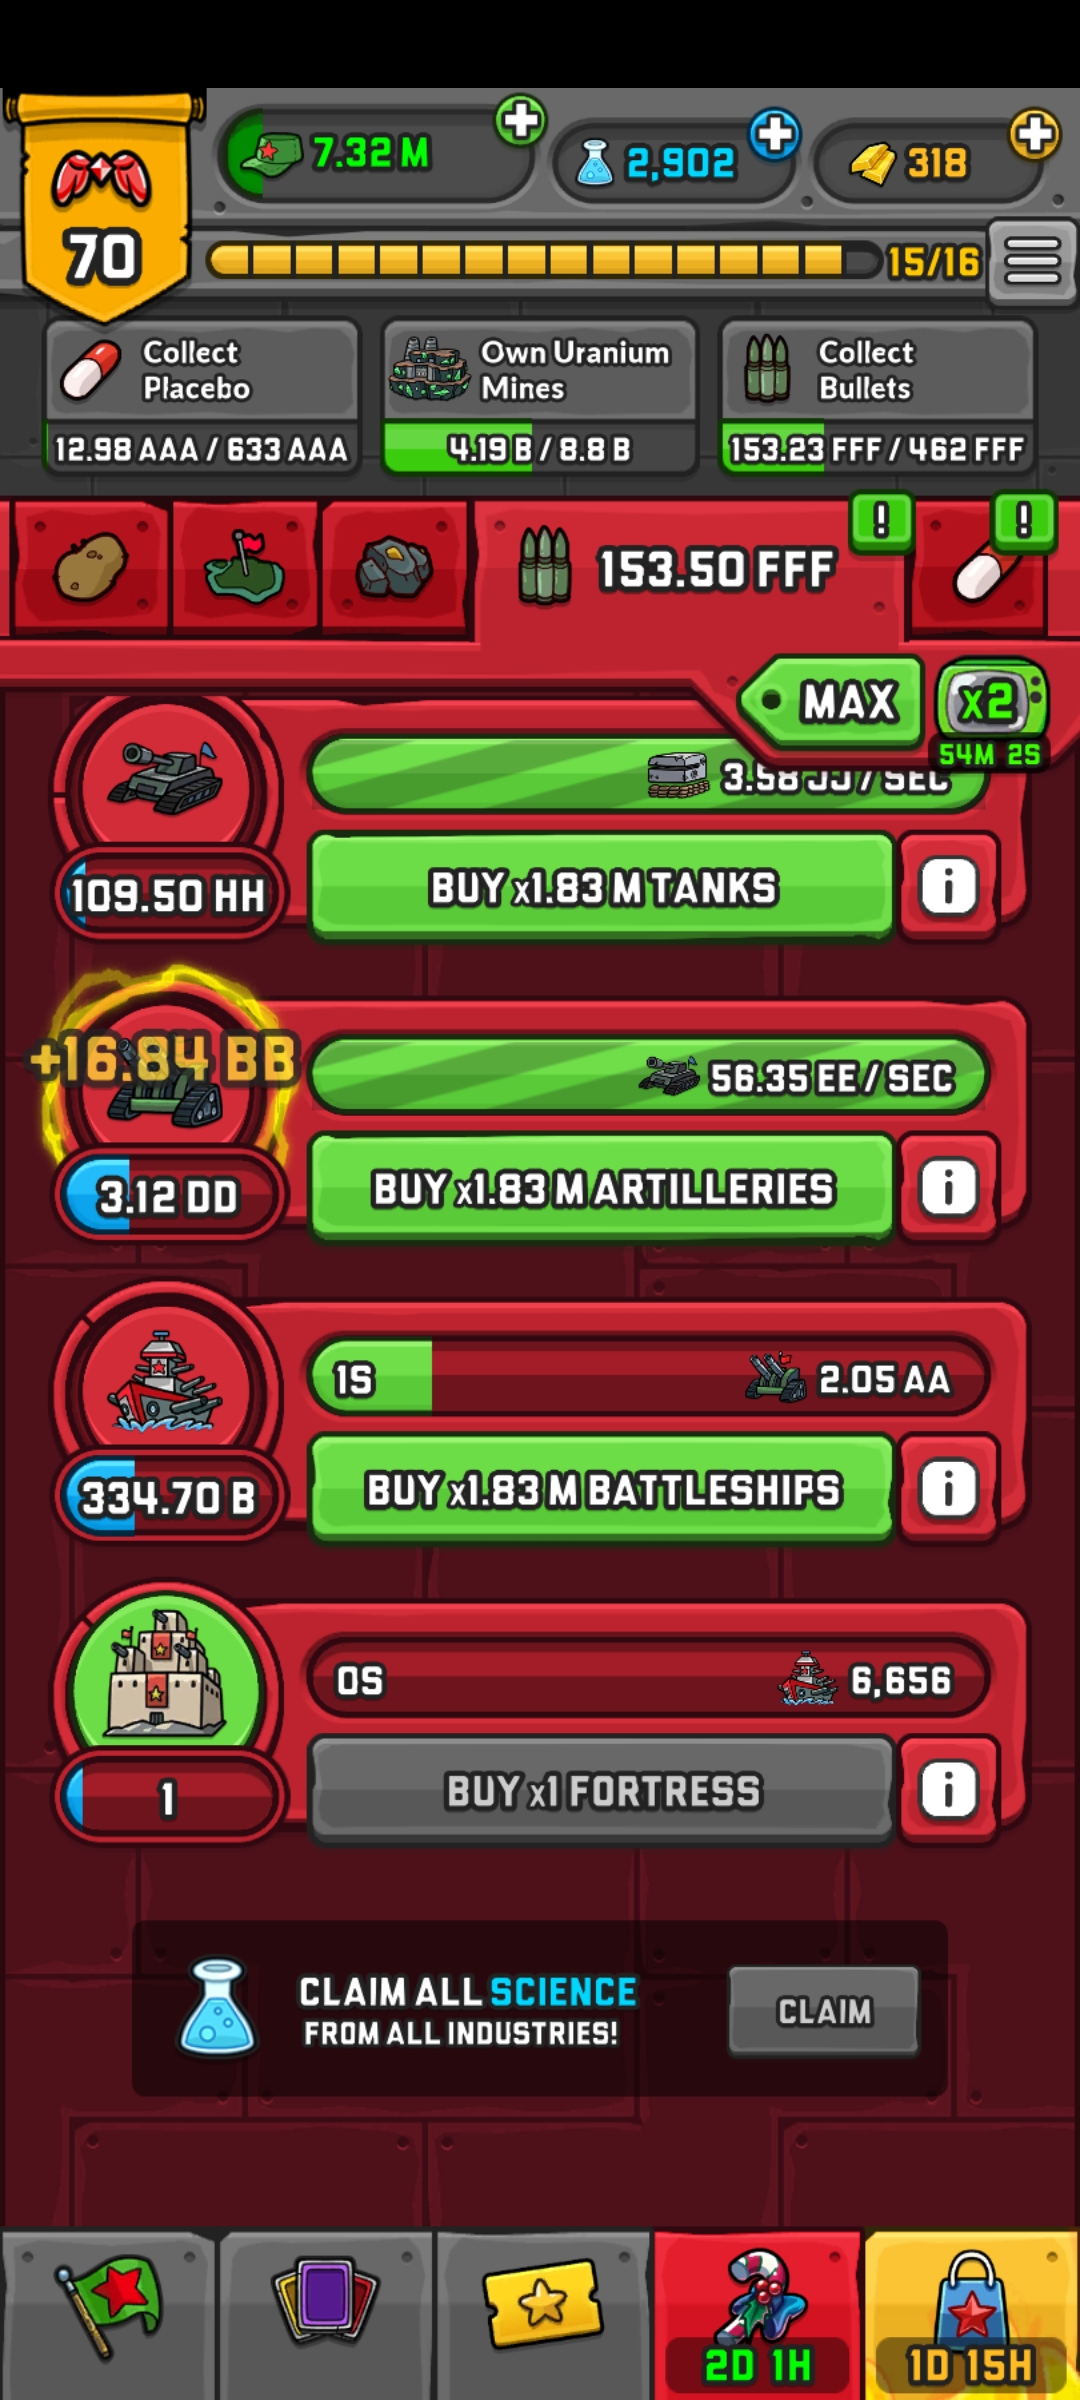 7.32 M
2,902
318
70
15/16
Collect
Placebo
12.98 AAA / 633 AAA
Own Uranium
Mines
4.19 B / 8.8 B
Collect
Bullets
153.23 FFF / 462 FFF
153.50 FFF
!
!
MAX
x2
54M 2S
3.58 JJ / SEC
109.50 HH
BUY x1.83 M TANKS
i
+16.84 BB
56.35 EE / SEC
3.12 DD
BUY x1.83 M ARTILLERIES
i
1S
2.05 AA
334.70 B
BUY x1.83 M BATTLESHIPS
i
0S
6,656
1
BUY x1 FORTRESS
i
CLAIM ALL SCIENCE
FROM ALL INDUSTRIES!
CLAIM
2D 1H
1D 15H